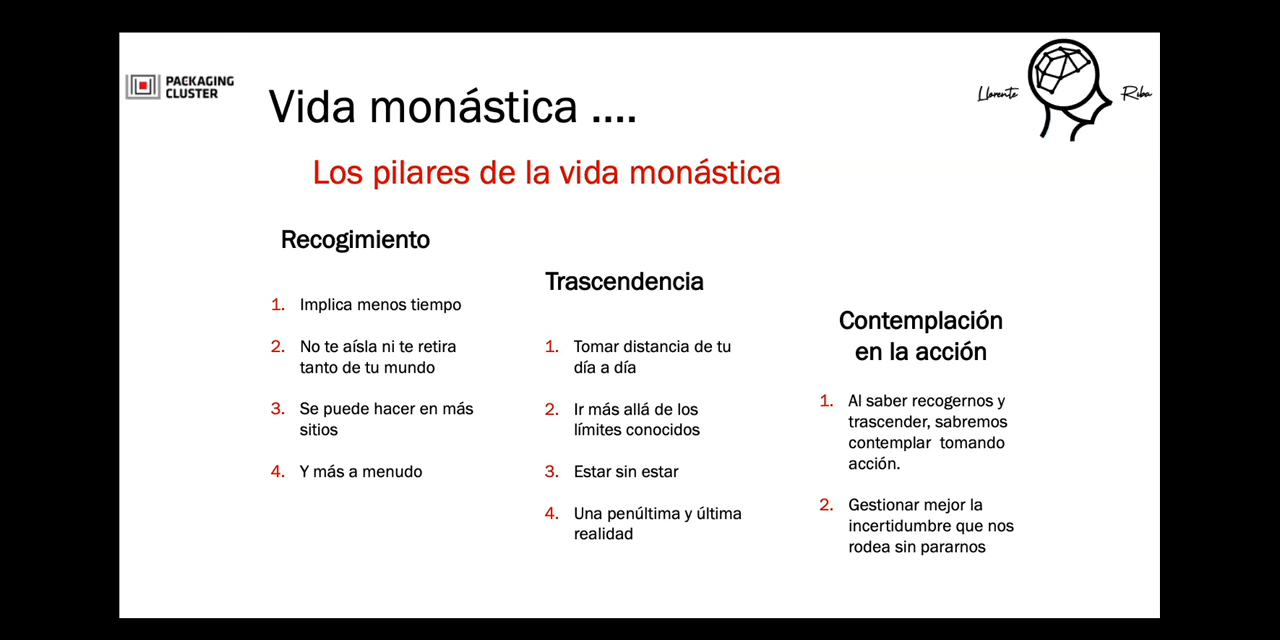 PACKAGING
CLUSTER
Vida monástica ....
Llorente
Riba
Los pilares de la vida monástica
Recogimiento
1. Implica menos tiempo
2. No te aísla ni te retira
tanto de tu mundo
3. Se puede hacer en más
sitios
4. Y más a menudo
Trascendencia
1. Tomar distancia de tu
día a día
2. Ir más allá de los
límites conocidos
3. Estar sin estar
4. Una penúltima y última
realidad
Contemplación
en la acción
1. Al saber recogernos y
trascender, sabremos
contemplar  tomando
acción.
2. Gestionar mejor la
incertidumbre que nos
rodea sin pararnos